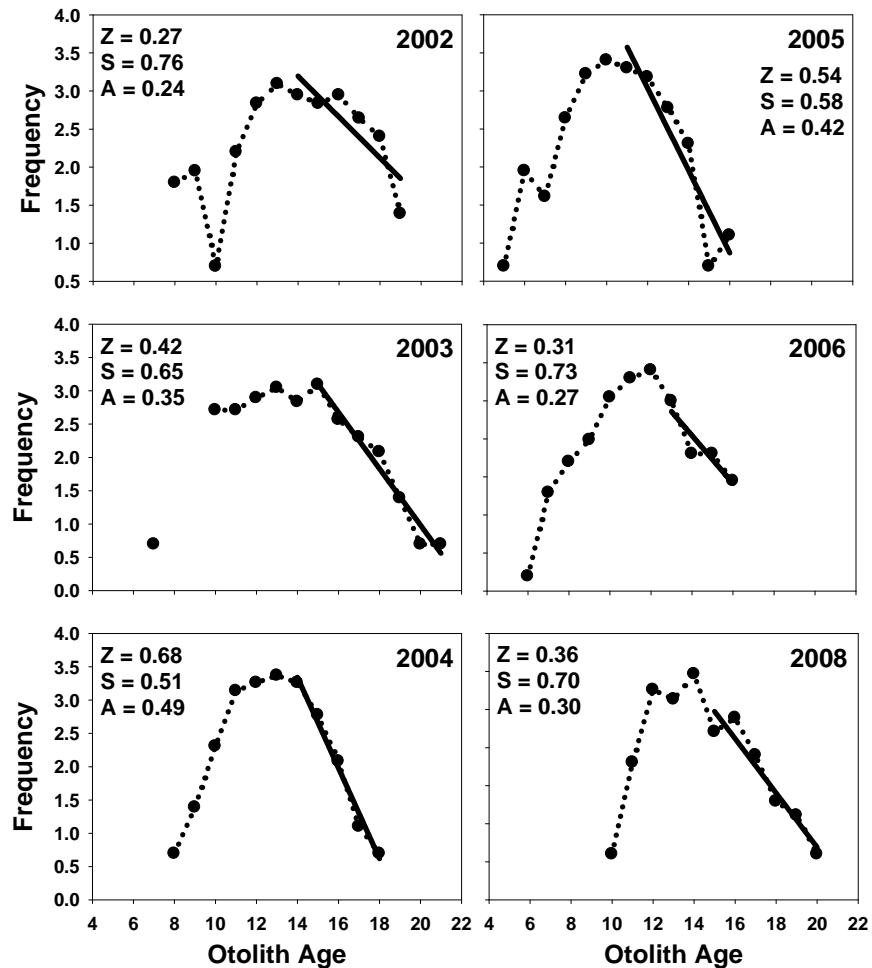 4.0
3.5
3.0
2.5
2.0
1.5
1.0
0.5
Frequency
Z = 0.27
S = 0.76
A = 0.24
2002
2005
Z = 0.54
S = 0.58
A = 0.42
4.0
3.5
3.0
2.5
2.0
1.5
1.0
0.5
0.0
Frequency
Z = 0.42
S = 0.65
A = 0.35
2003
Z = 0.31
S = 0.73
A = 0.27
2006
4.0
3.5
3.0
2.5
2.0
1.5
1.0
0.5
0.0
Frequency
Z = 0.68
S = 0.51
A = 0.49
2004
4 6 8 10 12 14 16 18 20 22
Otolith Age
Z = 0.36
S = 0.70
A = 0.30
2008
4 6 8 10 12 14 16 18 20 22
Otolith Age